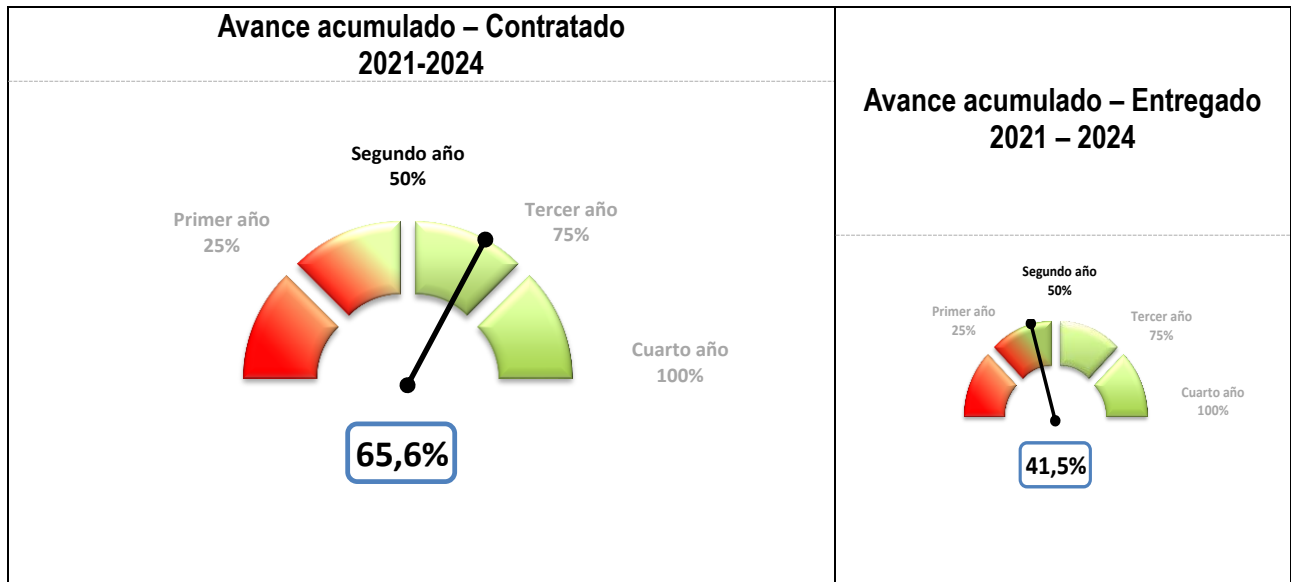 Avance acumulado – Contratado
2021-2024
Segundo año
50%
Primer año
25%
Tercer año
75%
Cuarto año
100%
65,6%
Avance acumulado – Entregado
2021 – 2024
Segundo año
50%
Primer año
25%
Tercer año
75%
Cuarto año
100%
41,5%